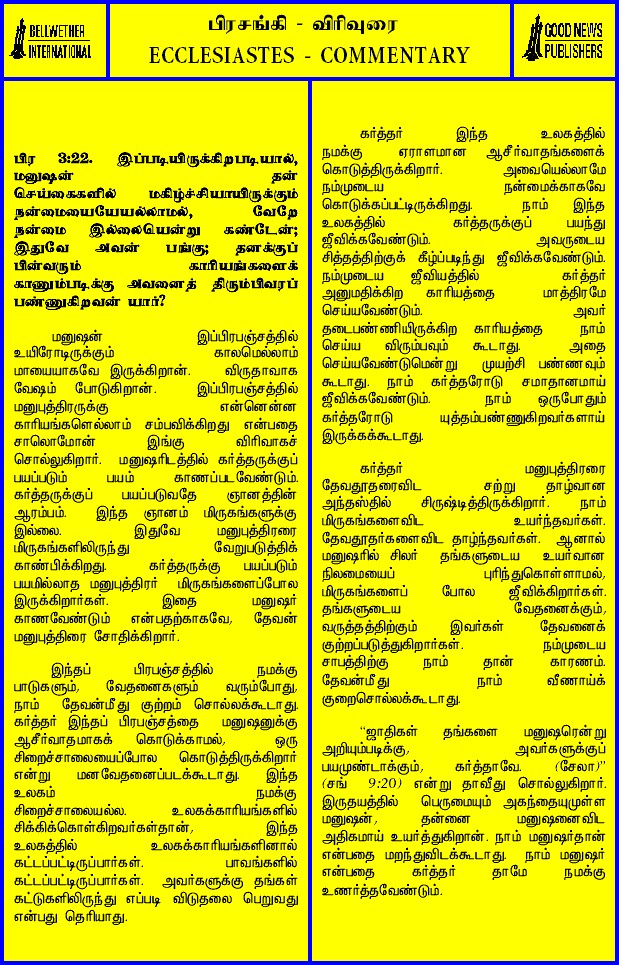 BELLWETHER
INTERNATIONAL
பிரசங்கி - விரிவுரை
ECCLESIASTES - COMMENTARY
GOOD NEWS
PUBLISHERS
பிர 3:22. இப்படியிருக்கிறபடியால்,
மனுஷன் தன்
செய்கைகளில் மகிழ்ச்சியாயிருக்கும்
நன்மையையேயல்லாமல், வேறே
நன்மை இல்லையென்று கண்டேன்;
இதுவே அவன் பங்கு; தனக்குப்
பின்வரும் காரியங்களைக்
காணும்படிக்கு அவனைத் திரும்பிவரப்
பண்ணுகிறவன் யார்?
மனுஷன் இப்பிரபஞ்சத்தில்
உயிரோடிருக்கும் காலமெல்லாம்
மாயையாகவே இருக்கிறான். விருதாவாக
வேஷம் போடுகிறான். இப்பிரபஞ்சத்தில்
மனுபுத்திரருக்கு என்னென்ன
காரியங்களெல்லாம் சம்பவிக்கிறது என்பதை
சாலொமோன் இங்கு விரிவாகச்
சொல்லுகிறார். மனுஷரிடத்தில் கர்த்தருக்குப்
பயப்படும் பயம் காணப்படவேண்டும்.
கர்த்தருக்குப் பயப்படுவதே ஞானத்தின்
ஆரம்பம். இந்த ஞானம் மிருகங்களுக்கு
இல்லை. இதுவே மனுபுத்திரரை
மிருகங்களிலிருந்து வேறுபடுத்திக்
காண்பிக்கிறது. கர்த்தருக்கு பயப்படும்
பயமில்லாத மனுபுத்திரர் மிருகங்களைப்போல
இருக்கிறார்கள். இதை மனுஷர்
காணவேண்டும் என்பதற்காகவே, தேவன்
மனுபுத்திரை சோதிக்கிறார்.
இந்தப் பிரபஞ்சத்தில் நமக்கு
பாடுகளும், வேதனைகளும் வரும்போது,
நாம் தேவன்மீது குற்றம் சொல்லக்கூடாது.
கர்த்தர் இந்தப் பிரபஞ்சத்தை மனுஷனுக்கு
ஆசீர்வாதமாகக் கொடுக்காமல், ஒரு
சிறைச்சாலையைப்போல கொடுத்திருக்கிறார்
என்று மனவேதனைப்படக்கூடாது. இந்த
உலகம் நமக்கு
சிறைச்சாலையல்ல. உலகக்காரியங்களில்
சிக்கிக்கொள்கிறவர்கள்தான், இந்த
உலகத்தில் உலகக்காரியங்களினால்
கட்டப்பட்டிருப்பார்கள். பாவங்களில்
கட்டப்பட்டிருப்பார்கள். அவர்களுக்கு தங்கள்
கட்டுகளிலிருந்து எப்படி விடுதலை பெறுவது
என்பது தெரியாது.
கர்த்தர் இந்த உலகத்தில்
நமக்கு ஏராளமான ஆசீர்வாதங்களைக்
கொடுத்திருக்கிறார். அவையெல்லாமே
நம்முடைய நன்மைக்காகவே
கொடுக்கப்பட்டிருக்கிறது. நாம் இந்த
உலகத்தில் கர்த்தருக்குப் பயந்து
ஜீவிக்கவேண்டும். அவருடைய
சித்தத்திற்குக் கீழ்ப்படிந்து ஜீவிக்கவேண்டும்.
நம்முடைய ஜீவியத்தில் கர்த்தர்
அனுமதிக்கிற காரியத்தை மாத்திரமே
செய்யவேண்டும். அவர்
தடைபண்ணியிருக்கிற காரியத்தை நாம்
செய்ய விரும்பவும் கூடாது. அதை
செய்யவேண்டுமென்று முயற்சி பண்ணவும்
கூடாது. நாம் கர்த்தரோடு சமாதானமாய்
ஜீவிக்கவேண்டும். நாம் ஒருபோதும்
கர்த்தரோடு யுத்தம்பண்ணுகிறவர்களாய்
இருக்கக்கூடாது.
கர்த்தர் மனுபுத்திரரை
தேவதூதரைவிட சற்று தாழ்வான
அந்தஸ்தில் சிருஷ்டித்திருக்கிறார். நாம்
மிருகங்களைவிட உயர்ந்தவர்கள்.
தேவதூதர்களைவிட தாழ்ந்தவர்கள். ஆனால்
மனுஷரில் சிலர் தங்களுடைய உயர்வான
நிலமையைப் புரிந்துகொள்ளாமல்,
மிருகங்களைப் போல ஜீவிக்கிறார்கள்.
தங்களுடைய வேதனைக்கும்,
வருத்தத்திற்கும் இவர்கள் தேவனைக்
குற்றப்படுத்துகிறார்கள். நம்முடைய
சாபத்திற்கு நாம் தான் காரணம்.
தேவன்மீது நாம் வீணாய்க்
குறைசொல்லக்கூடாது.
“ஜாதிகள் தங்களை மனுஷரென்று
அறியும்படிக்கு, அவர்களுக்குப்
பயமுண்டாக்கும், கர்த்தாவே. (சேலா)”
(சங் 9:20) என்று தாவீது சொல்லுகிறார்.
இருதயத்தில் பெருமையும் அகந்தையுமுள்ள
மனுஷன், தன்னை மனுஷனைவிட
அதிகமாய் உயர்த்துகிறான். நாம் மனுஷர்தான்
என்பதை மறந்துவிடக்கூடாது. நாம் மனுஷர்
என்பதை கர்த்தர் தாமே நமக்கு
உணர்த்தவேண்டும்.